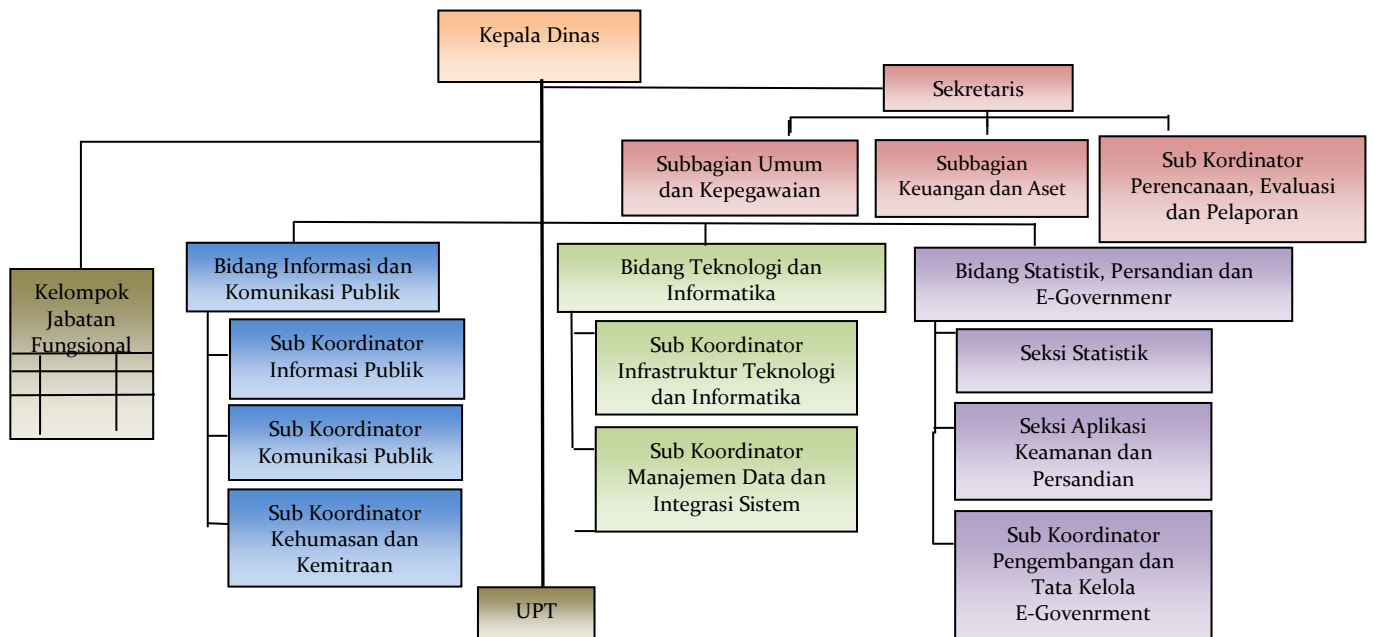 Kepala Dinas
Sekretaris
Subbagian Umum
dan Kepegawaian
Subbagian
Keuangan dan Aset
Sub Kordinator
Perencanaan, Evaluasi
dan Pelaporan
Kelompok
Jabatan
Fungsional
Bidang Informasi dan
Komunikasi Publik
Sub Koordinator
Informasi Publik
Sub Koordinator
Komunikasi Publik
Sub Koordinator
Kehumasan dan
Kemitraan
Bidang Teknologi dan
Informatika
Sub Koordinator
Infrastruktur Teknologi
dan Informatika
Sub Koordinator
Manajemen Data dan
Integrasi Sistem
Bidang Statistik, Persandian dan
E-Governmenr
Seksi Statistik
Seksi Aplikasi
Keamanan dan
Persandian
Sub Koordinator
Pengembangan dan
Tata Kelola
E-Govenrment
UPT